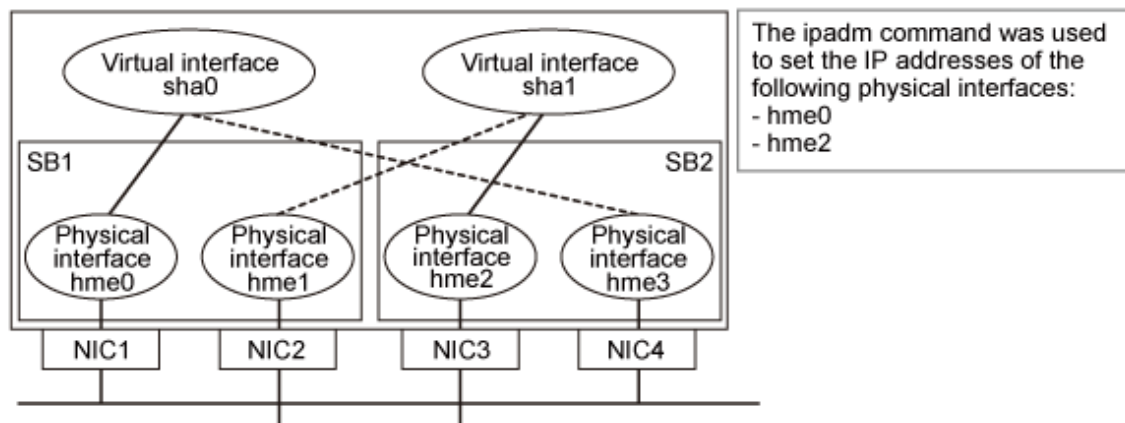 Virtual interface
sha0
Virtual interface
sha1
The ipadm command was used
to set the IP addresses of the
following physical interfaces:
- hme0
- hme2
SB1
SB2
Physical
interface
hme0
Physical
interface
hme1
Physical
interface
hme2
Physical
interface
hme3
NIC1
NIC2
NIC3
NIC4